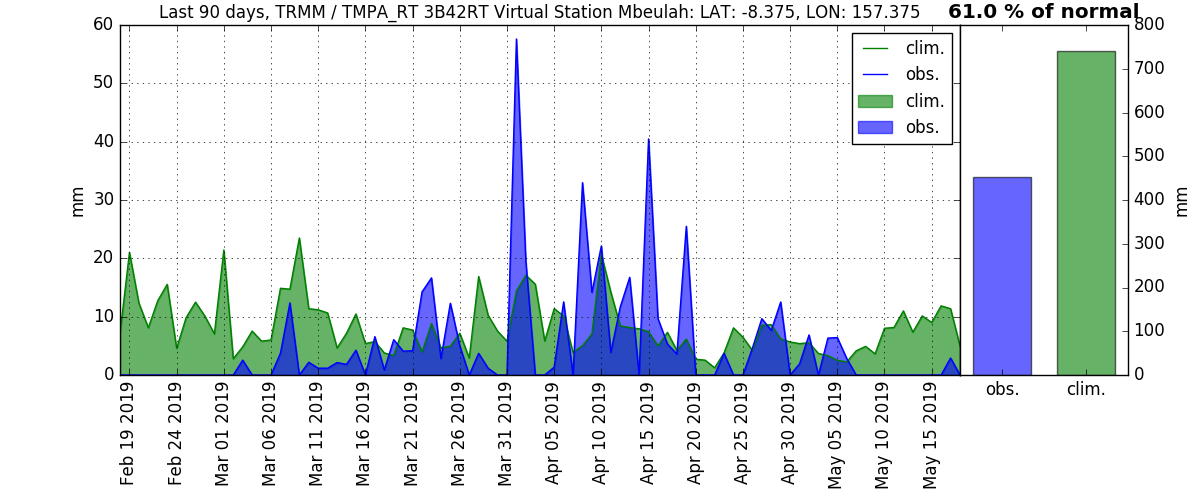 Last 90 days, TRMM / TMPA_RT 3B42RT Virtual Station Mbeulah: LAT: -8.375, LON: 157.375
61.0 % of normal
60
50
40
30
20
10
0
mm
clim.
obs.
clim.
obs.
800
700
600
500
400
300
200
100
0
mm
Feb 19 2019
Feb 24 2019
Mar 01 2019
Mar 06 2019
Mar 11 2019
Mar 16 2019
Mar 21 2019
Mar 26 2019
Mar 31 2019
Apr 05 2019
Apr 10 2019
Apr 15 2019
Apr 20 2019
Apr 25 2019
Apr 30 2019
May 05 2019
May 10 2019
May 15 2019
obs.
clim.